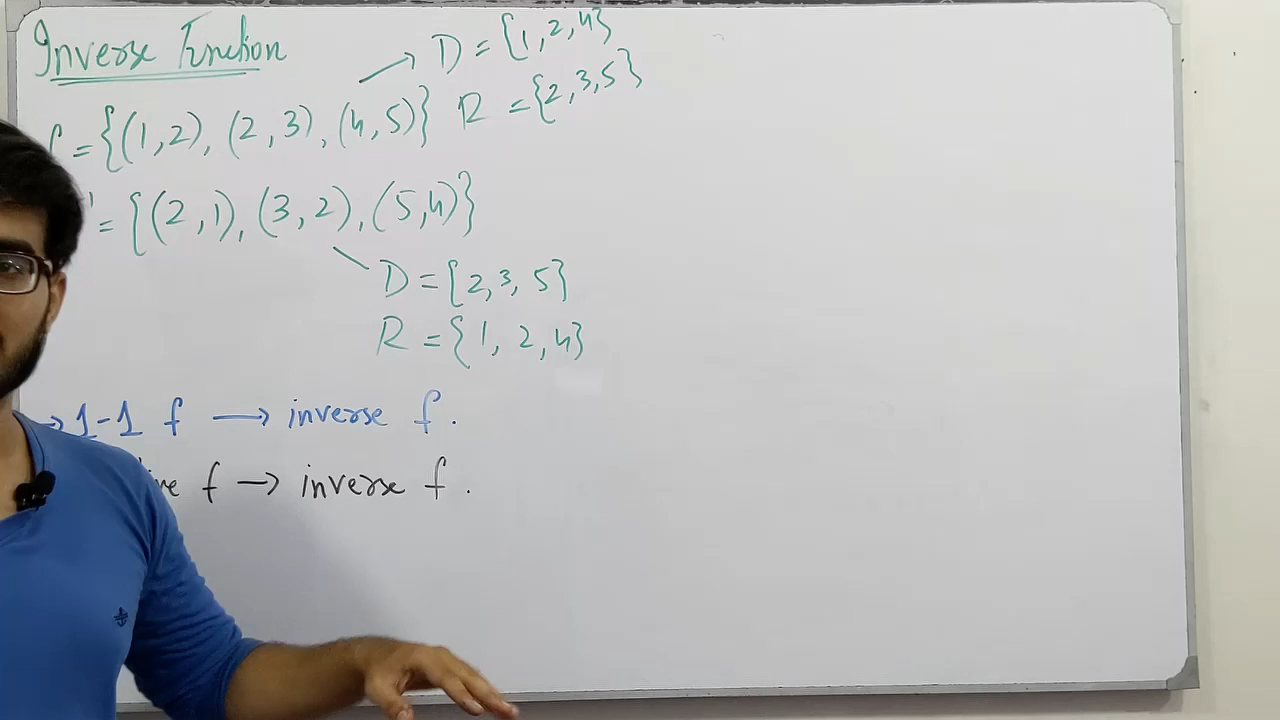 Inverse Function
D = {1, 2, 4}
R = {2, 3, 5}
f = {(1,2), (2,3), (4,5)}
= {(2,1), (3,2), (5,4)}
D = {2, 3, 5}
R = {1, 2, 4}
→ 1-1 f → inverse f.
f → inverse f.